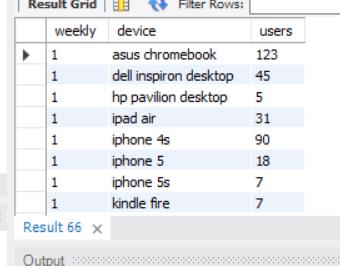 Result Grid Filter Rows:
weekly device users
1 asus chromebook 123
1 dell inspiron desktop 45
1 hp pavilion desktop 5
1 ipad air 31
1 iphone 4s 90
1 iphone 5 18
1 iphone 5s 7
1 kindle fire 7
Result 66
Output